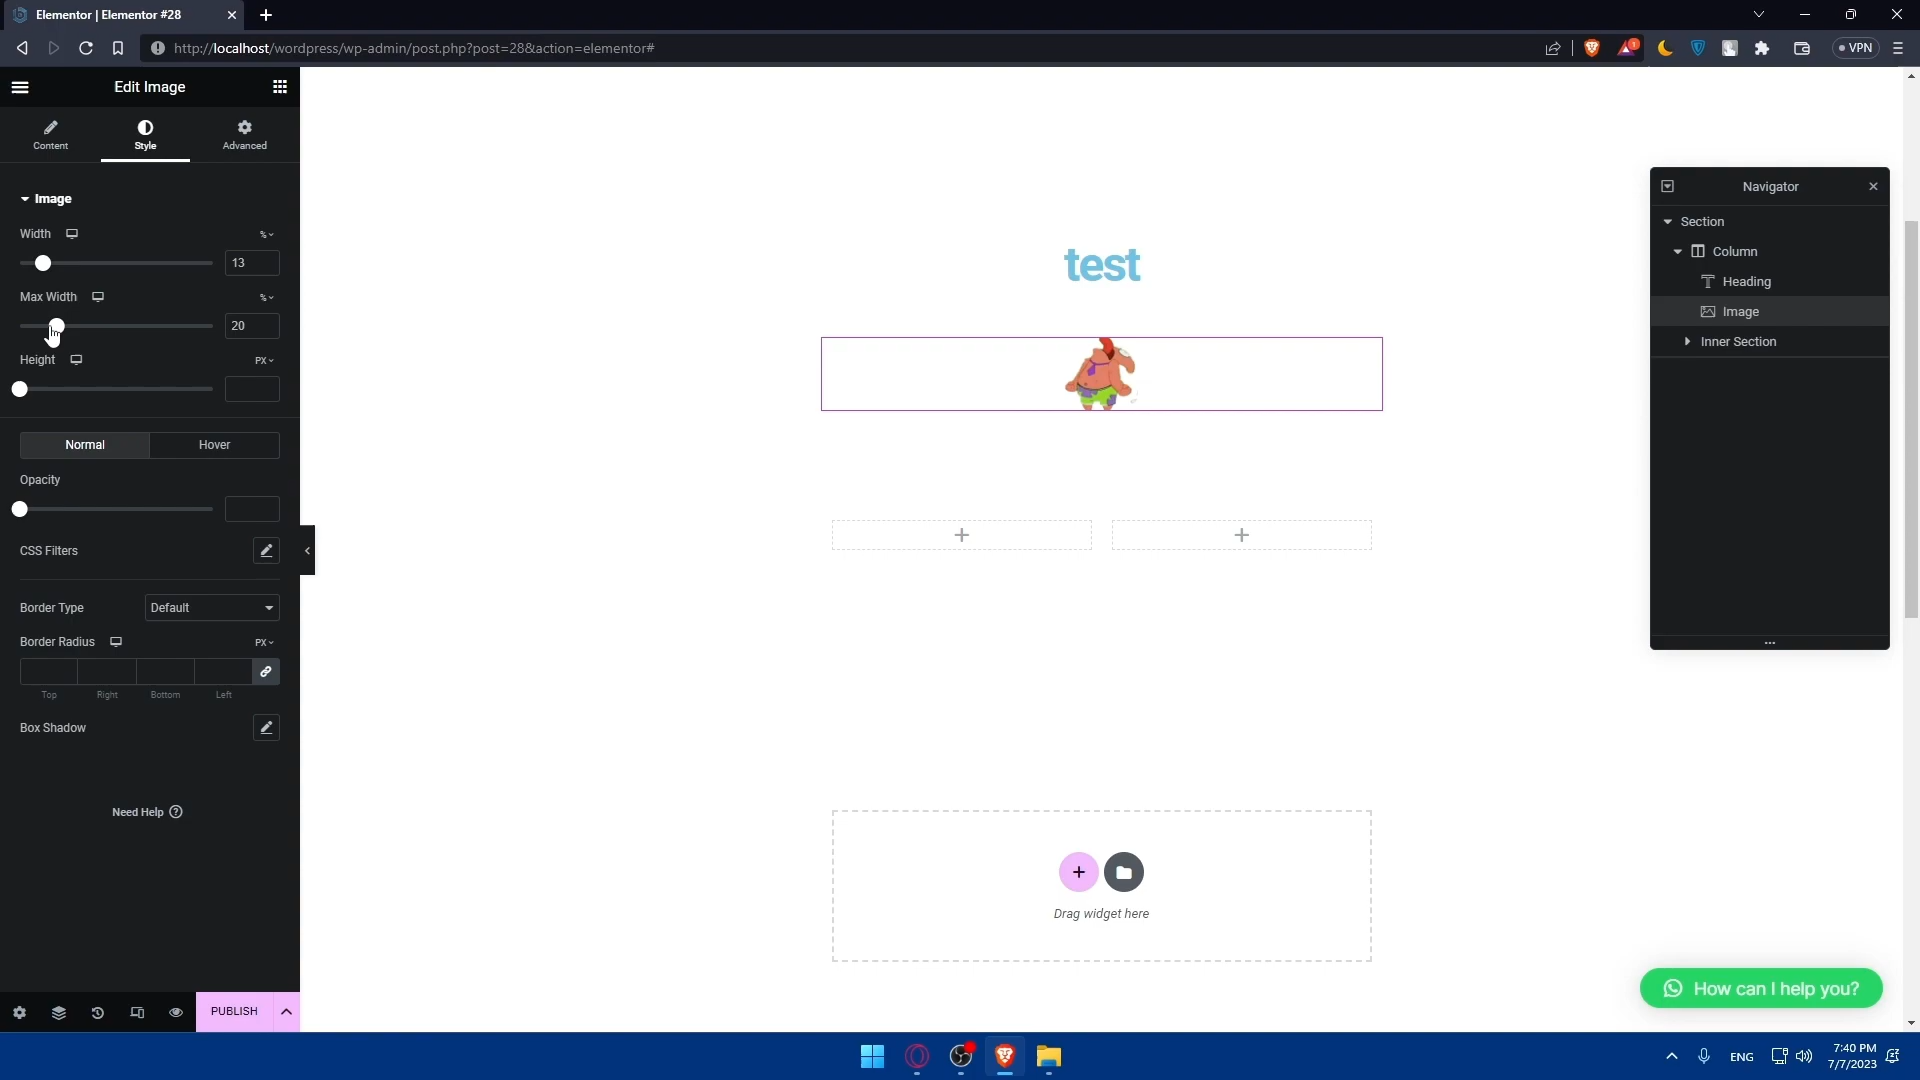 Elementor | Elementor #28
http://localhost/wordpress/wp-admin/post.php?post=28&action=elementor#
1
VPN
Edit Image
Content
Style
Advanced
Image
Width
%
13
Max Width
%
20
Height
PX
Normal
Hover
Opacity
CSS Filters
Border Type
Default
Border Radius
PX
Top
Right
Bottom
Left
Box Shadow
Need Help ?
PUBLISH
test
Drag widget here
Navigator
Section
Column
Heading
Image
Inner Section
How can I help you?
ENG
7:40 PM
7/7/2023